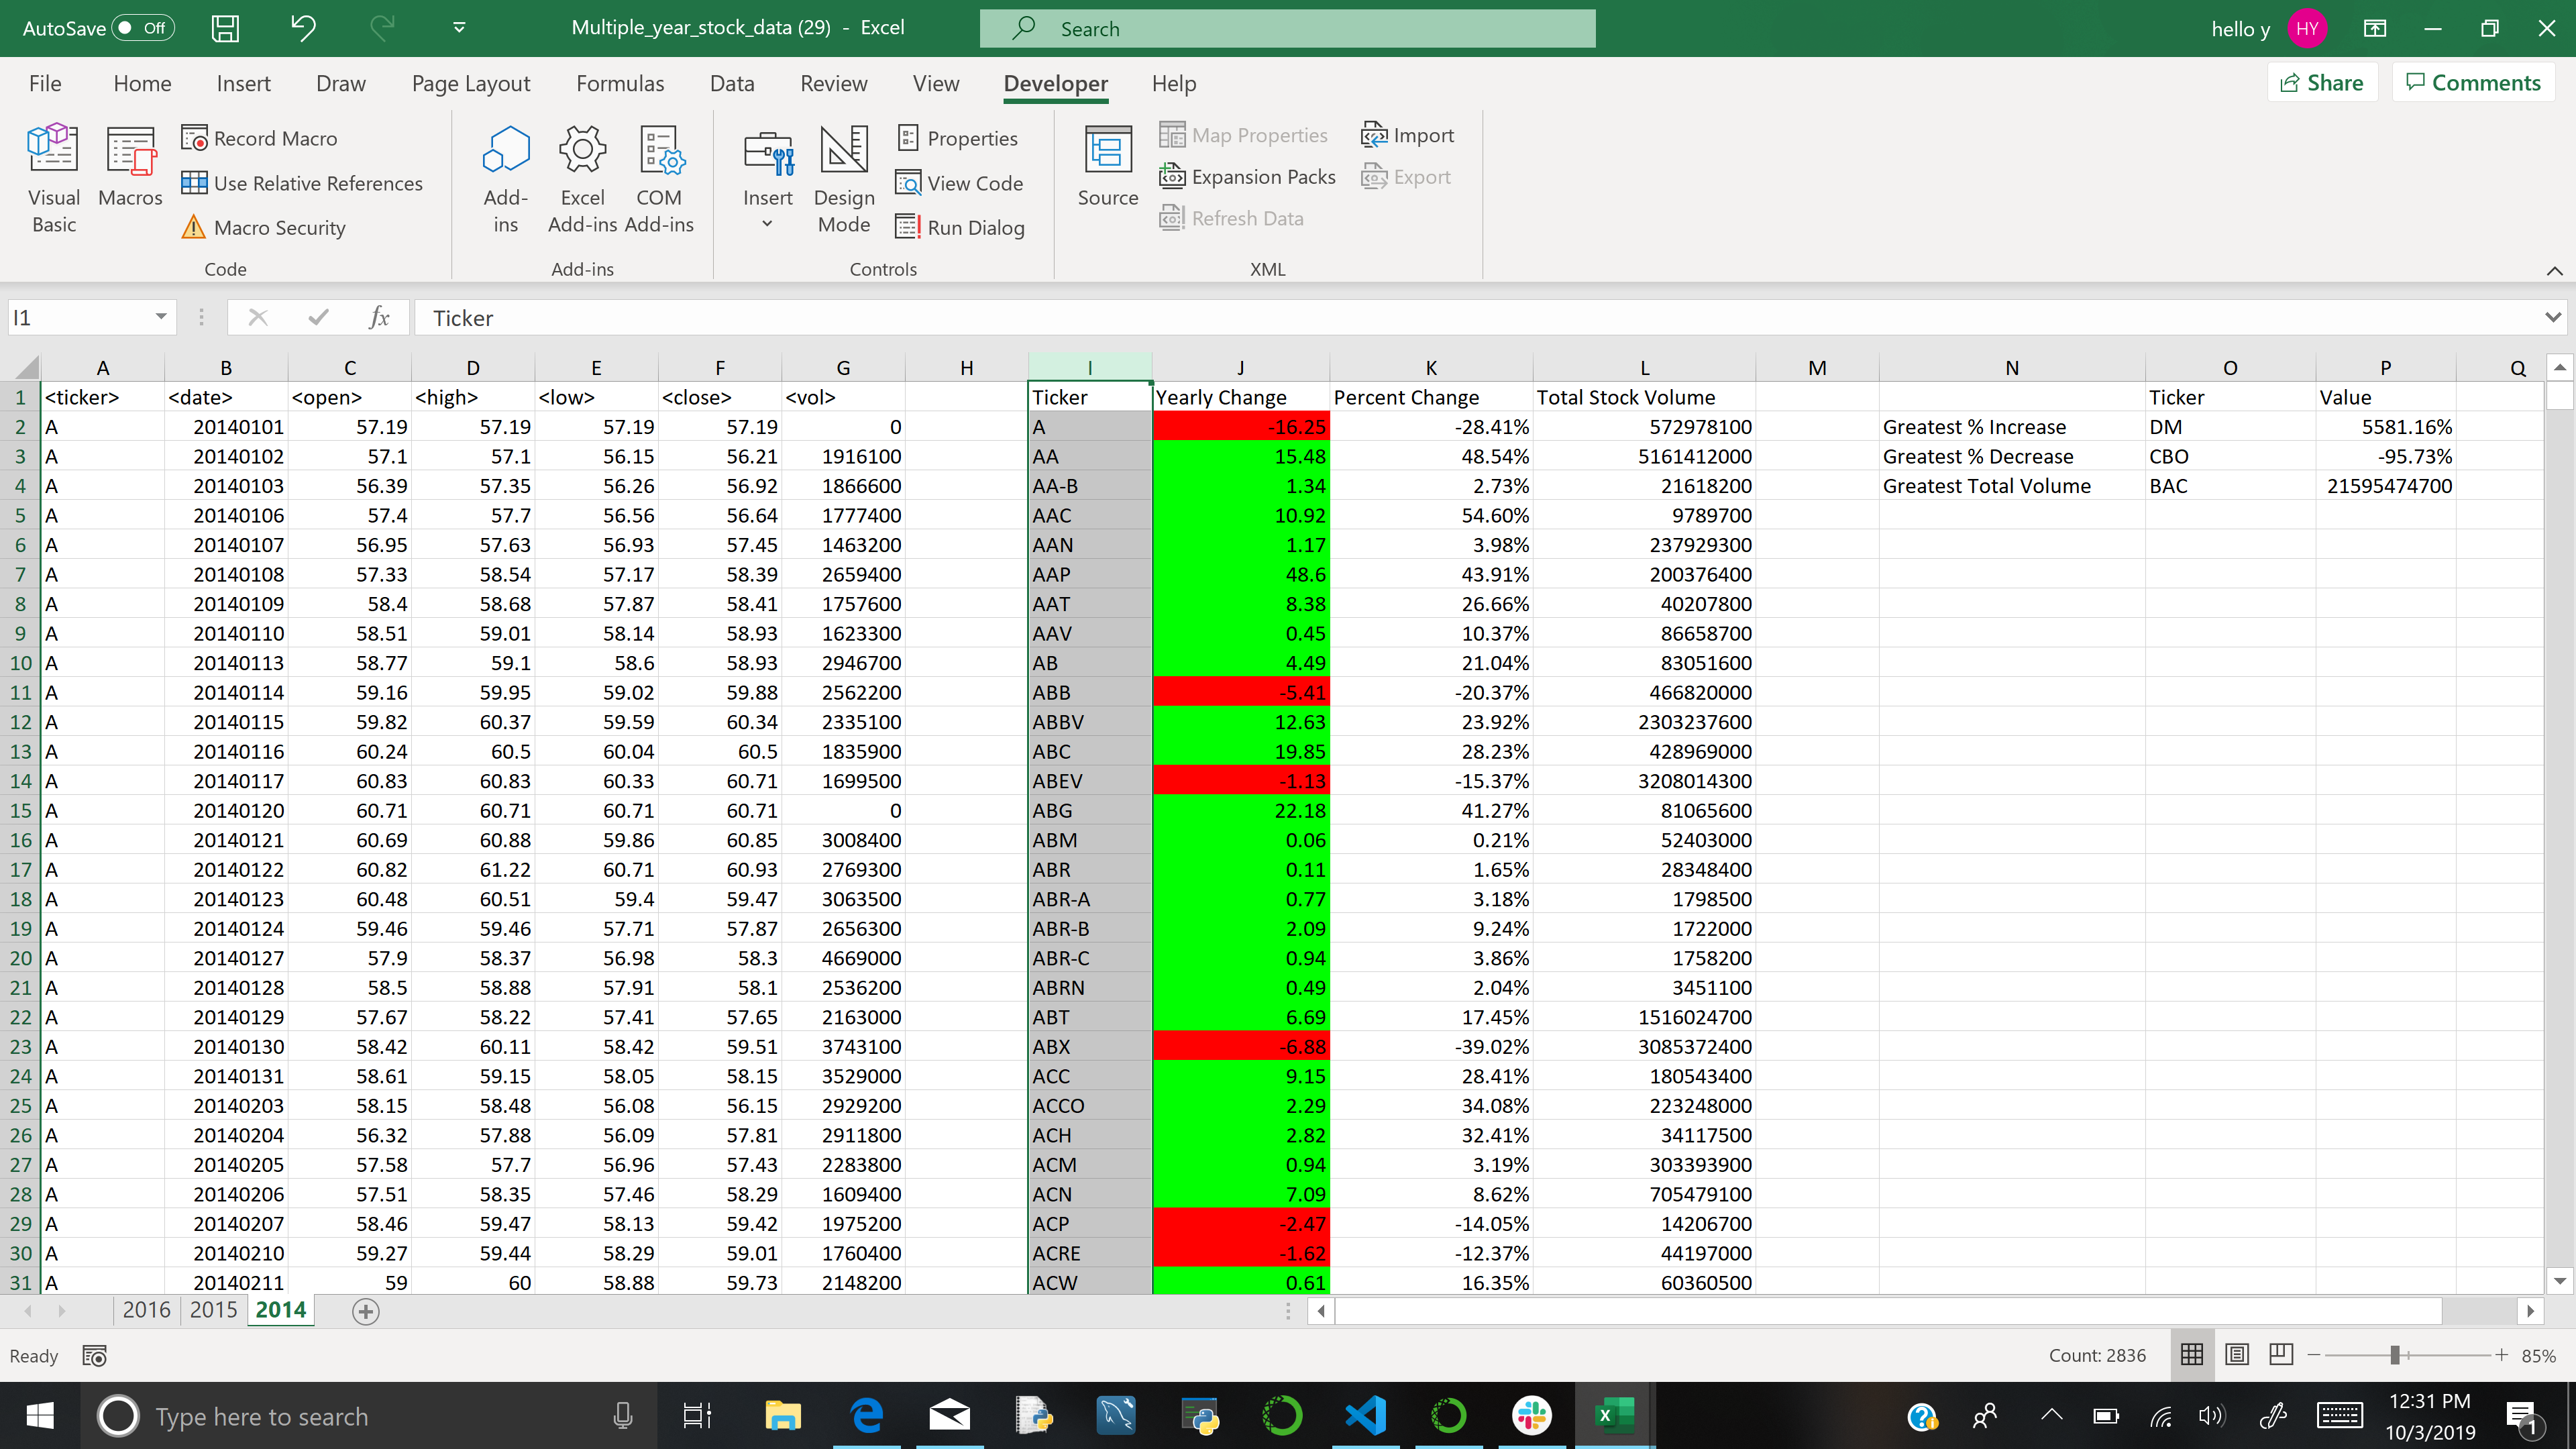 AutoSave Off Multiple_year_stock_data (29) - Excel Search hello y HY
File Home Insert Draw Page Layout Formulas Data Review View Developer Help Share Comments
Visual Basic Macros Record Macro Use Relative References Macro Security Code
Add-ins Excel Add-ins COM Add-ins Add-ins
Insert Design Mode Properties View Code Run Dialog Controls
Source Map Properties Expansion Packs Refresh Data Import Export XML
I1 fx Ticker
A B C D E F G H I J K L M N O P Q
1 <ticker> <date> <open> <high> <low> <close> <vol> Ticker Yearly Change Percent Change Total Stock Volume Ticker Value
2 A 20140101 57.19 57.19 57.19 57.19 0 A -16.25 -28.41% 572978100 Greatest % Increase DM 5581.16%
3 A 20140102 57.1 57.1 56.15 56.21 1916100 AA 15.48 48.54% 5161412000 Greatest % Decrease CBO -95.73%
4 A 20140103 56.39 57.35 56.26 56.92 1866600 AA-B 1.34 2.73% 21618200 Greatest Total Volume BAC 21595474700
5 A 20140106 57.4 57.7 56.56 56.64 1777400 AAC 10.92 54.60% 9789700
6 A 20140107 56.95 57.63 56.93 57.45 1463200 AAN 1.17 3.98% 237929300
7 A 20140108 57.33 58.54 57.17 58.39 2659400 AAP 48.6 43.91% 200376400
8 A 20140109 58.4 58.68 57.87 58.41 1757600 AAT 8.38 26.66% 40207800
9 A 20140110 58.51 59.01 58.14 58.93 1623300 AAV 0.45 10.37% 86658700
10 A 20140113 58.77 59.1 58.6 58.93 2946700 AB 4.49 21.04% 83051600
11 A 20140114 59.16 59.95 59.02 59.88 2562200 ABB -5.41 -20.37% 466820000
12 A 20140115 59.82 60.37 59.59 60.34 2335100 ABBV 12.63 23.92% 2303237600
13 A 20140116 60.24 60.5 60.04 60.5 1835900 ABC 19.85 28.23% 428969000
14 A 20140117 60.83 60.83 60.33 60.71 1699500 ABEV -1.13 -15.37% 3208014300
15 A 20140120 60.71 60.71 60.71 60.71 0 ABG 22.18 41.27% 81065600
16 A 20140121 60.69 60.88 59.86 60.85 3008400 ABM 0.06 0.21% 52403000
17 A 20140122 60.82 61.22 60.71 60.93 2769300 ABR 0.11 1.65% 28348400
18 A 20140123 60.48 60.51 59.4 59.47 3063500 ABR-A 0.77 3.18% 1798500
19 A 20140124 59.46 59.46 57.71 57.87 2656300 ABR-B 2.09 9.24% 1722000
20 A 20140127 57.9 58.37 56.98 58.3 4669000 ABR-C 0.94 3.86% 1758200
21 A 20140128 58.5 58.88 57.91 58.1 2536200 ABRN 0.49 2.04% 3451100
22 A 20140129 57.67 58.22 57.41 57.65 2163000 ABT 6.69 17.45% 1516024700
23 A 20140130 58.42 60.11 58.42 59.51 3743100 ABX -6.88 -39.02% 3085372400
24 A 20140131 58.61 59.15 58.05 58.15 3529000 ACC 9.15 28.41% 180543400
25 A 20140203 58.15 58.48 56.08 56.15 2929200 ACCO 2.29 34.08% 223248000
26 A 20140204 56.32 57.88 56.09 57.81 2911800 ACH 2.82 32.41% 34117500
27 A 20140205 57.58 57.7 56.96 57.43 2283800 ACM 0.94 3.19% 303393900
28 A 20140206 57.51 58.35 57.46 58.29 1609400 ACN 7.09 8.62% 705479100
29 A 20140207 58.46 59.47 58.13 59.42 1975200 ACP -2.47 -14.05% 14206700
30 A 20140210 59.27 59.44 58.29 59.01 1760400 ACRE -1.62 -12.37% 44197000
31 A 20140211 59 60 58.88 59.73 2148200 ACW 0.61 16.35% 60360500
2016 2015 2014
Ready Count: 2836 85%
Type here to search 12:31 PM
10/3/2019 1